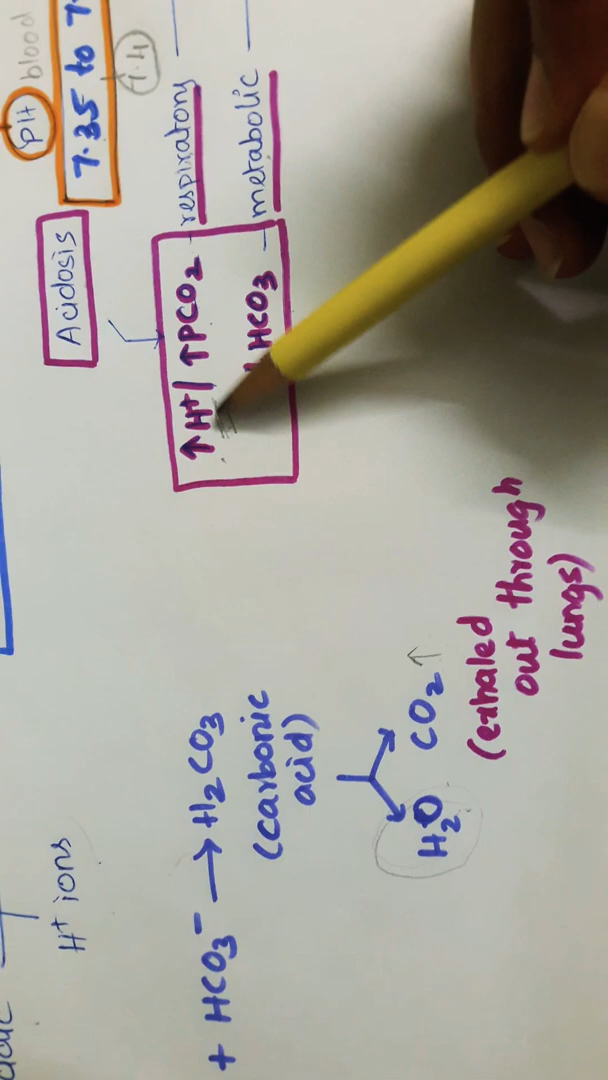 pH blood
7.35 to 7
7.4
Acidosis
↑H+/ ↑PCO2 - respiratory -
HCO3 - metabolic -
H+ ions
+ HCO3- → H2CO3
(carbonic
acid)
H2O CO2 ↑
(exhaled
out through
lungs)